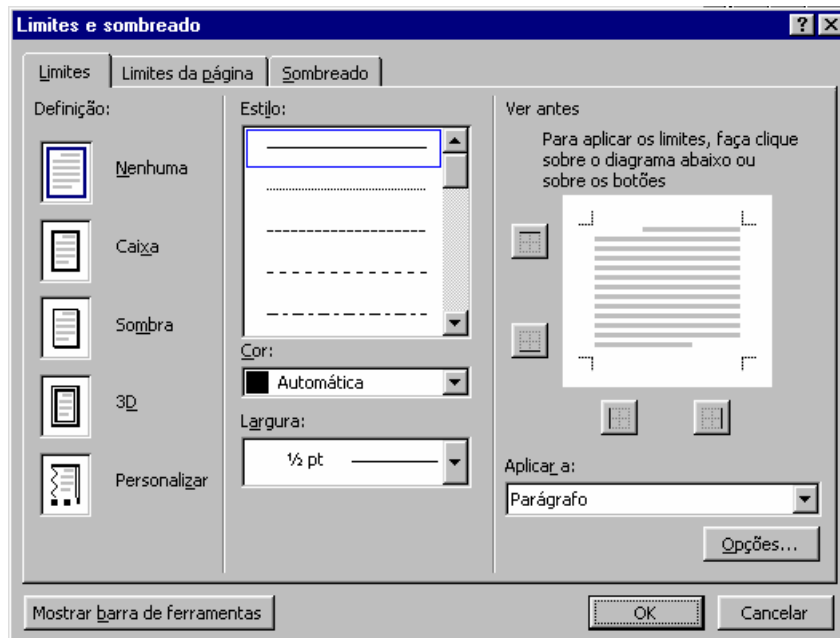 Limites e sombreado
Limites
Limites da página
Sombreado
Definição:
Nenhuma
Caixa
Sombra
3D
Personalizar
Estilo:
Cor:
Automática
Largura:
½ pt
Ver antes
Para aplicar os limites, faça clique
sobre o diagrama abaixo ou
sobre os botões
Aplicar a:
Parágrafo
Opções...
Mostrar barra de ferramentas
OK
Cancelar